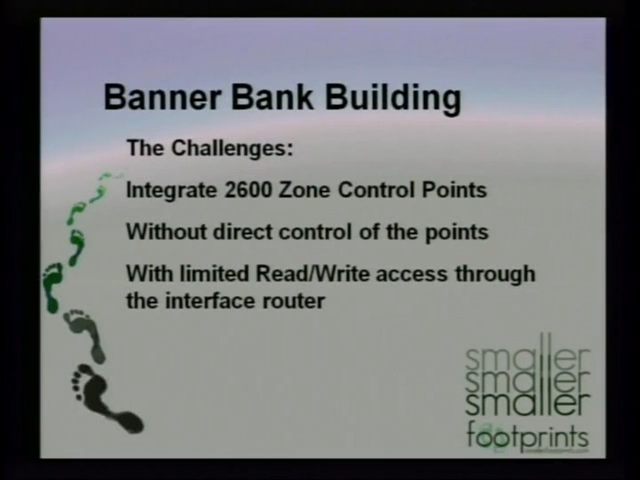 Banner Bank Building
The Challenges:
Integrate 2600 Zone Control Points
Without direct control of the points
With limited Read/Write access through
the interface router
smaller
smaller
smaller
footprints